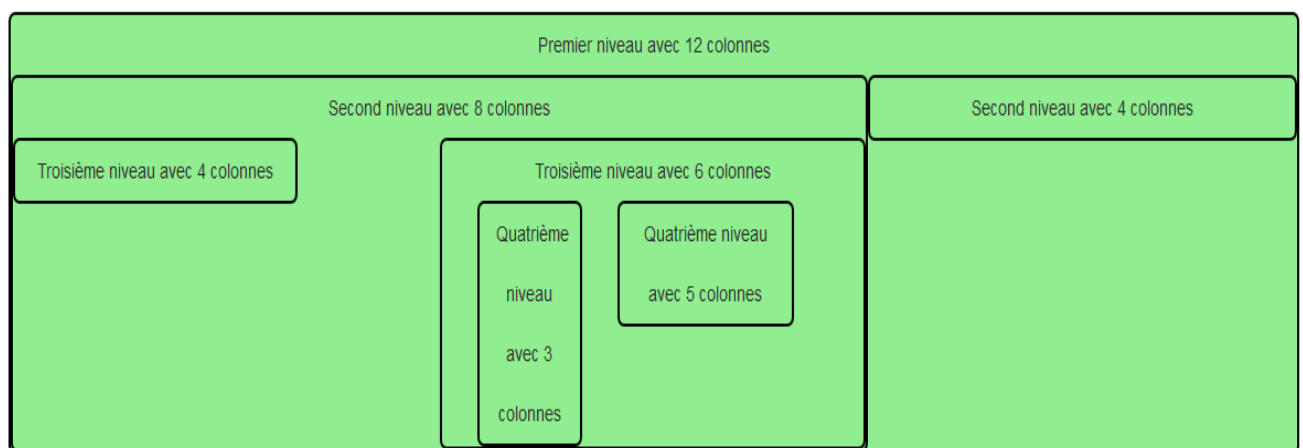 Premier niveau avec 12 colonnes
Second niveau avec 8 colonnes
Second niveau avec 4 colonnes
Troisième niveau avec 4 colonnes
Troisième niveau avec 6 colonnes
Quatrième
niveau
avec 3
colonnes
Quatrième niveau
avec 5 colonnes